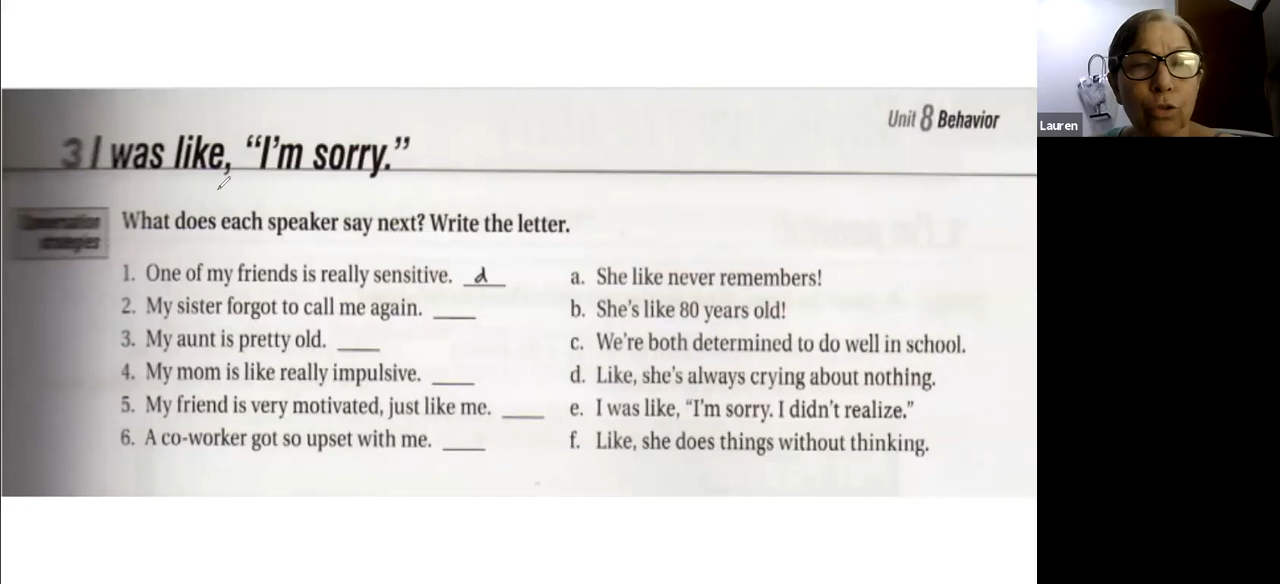 Unit 8 Behavior
3 I was like, "I'm sorry."
Conversation
strategies
What does each speaker say next? Write the letter.
1. One of my friends is really sensitive. d
2. My sister forgot to call me again. ____
3. My aunt is pretty old. ____
4. My mom is like really impulsive. ____
5. My friend is very motivated, just like me. ____
6. A co-worker got so upset with me. ____
a. She like never remembers!
b. She's like 80 years old!
c. We're both determined to do well in school.
d. Like, she's always crying about nothing.
e. I was like, "I'm sorry. I didn't realize."
f. Like, she does things without thinking.
Lauren